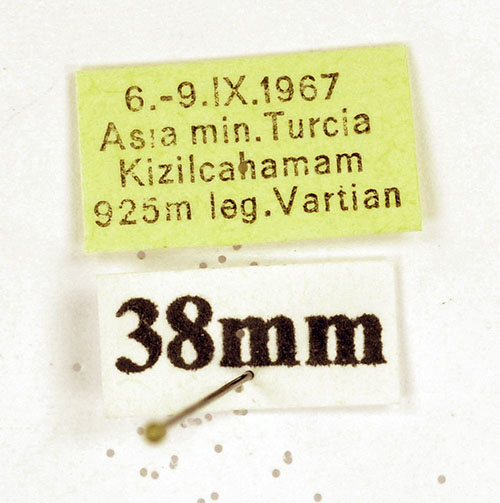 6.-9.IX.1967
Asia min.Turcia
Kizilcahamam
925m leg.Vartian
38mm